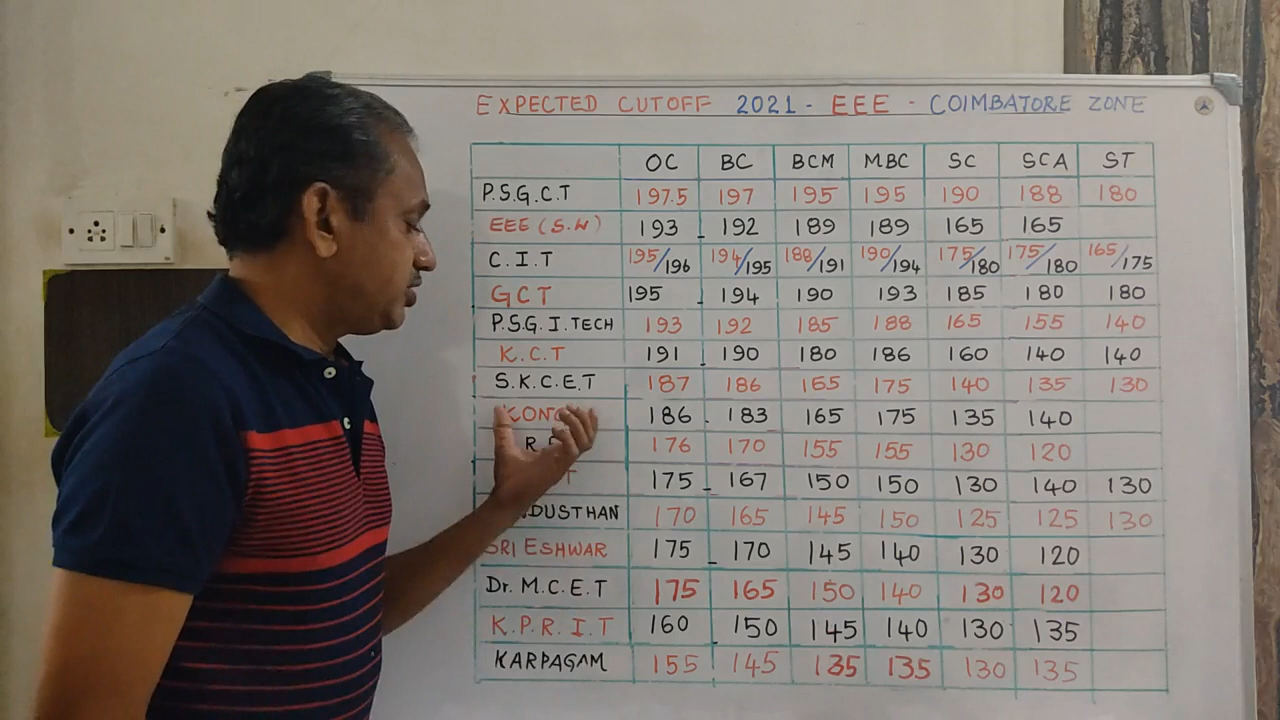 EXPECTED CUTOFF 2021 - EEE - COIMBATORE ZONE
OC BC BCM MBC SC SCA ST
P.S.G.C.T 197.5 197 195 195 190 188 180
EEE (S.W) 193 192 189 189 165 165
C.I.T 195/196 194/195 188/191 190/194 175/180 175/180 165/175
GCT 195 194 190 193 185 180 180
P.S.G.I.TECH 193 192 185 188 165 155 140
K.C.T 191 190 180 186 160 140 140
S.K.C.E.T 187 186 165 175 140 135 130
186 183 165 175 135 140
176 170 155 155 130 120
175 167 150 150 130 140 130
170 165 145 150 125 125 130
SRI ESHWAR 175 170 145 140 130 120
Dr. M.C.E.T 175 165 150 140 130 120
K.P.R.I.T 160 150 145 140 130 135
KARPAGAM 155 145 135 135 130 135